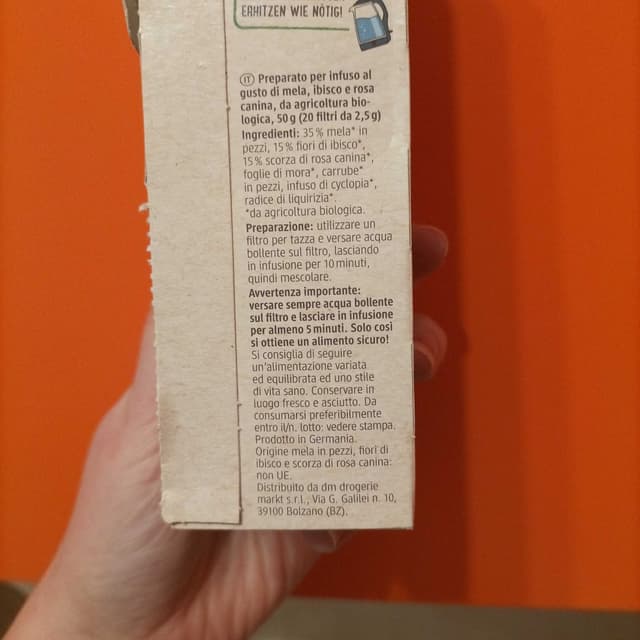 ERHITZEN WIE NÖTIG!
IT Preparato per infuso al
gusto di mela, ibisco e rosa
canina, da agricoltura bio-
logica, 50 g (20 filtri da 2,5 g)
Ingredienti: 35 % mela* in
pezzi, 15 % fiori di ibisco*,
15 % scorza di rosa canina*,
foglie di mora*, carrube*
in pezzi, infuso di cyclopia*,
radice di liquirizia*.
*da agricoltura biologica.
Preparazione: utilizzare un
filtro per tazza e versare acqua
bollente sul filtro, lasciando
in infusione per 10 minuti,
quindi mescolare.
Avvertenza importante:
versare sempre acqua bollente
sul filtro e lasciare in infusione
per almeno 5 minuti. Solo così
si ottiene un alimento sicuro!
Si consiglia di seguire
un'alimentazione variata
ed equilibrata ed uno stile
di vita sano. Conservare in
luogo fresco e asciutto. Da
consumarsi preferibilmente
entro il/n. lotto: vedere stampa.
Prodotto in Germania.
Origine mela in pezzi, fiori di
ibisco e scorza di rosa canina:
non UE.
Distribuito da dm drogerie
markt s.r.l., Via G. Galilei n. 10,
39100 Bolzano (BZ).